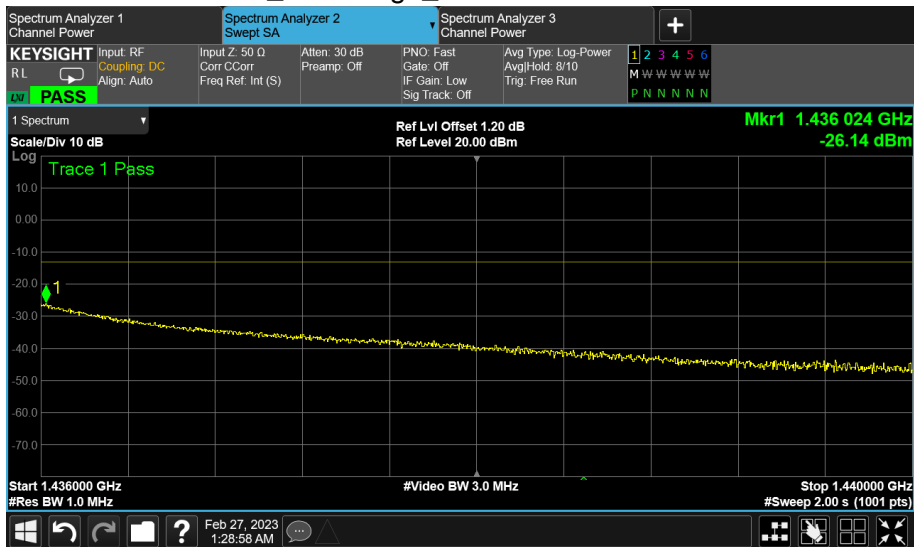 Spectrum Analyzer 1
Channel Power
Spectrum Analyzer 2
Swept SA
Spectrum Analyzer 3
Channel Power
+
KEYSIGHT
RL
LXI PASS
Input: RF
Coupling: DC
Align: Auto
Input Z: 50 Ω
Corr CCorr
Freq Ref: Int (S)
Atten: 30 dB
Preamp: Off
PNO: Fast
Gate: Off
IF Gain: Low
Sig Track: Off
Avg Type: Log-Power
Avg|Hold: 8/10
Trig: Free Run
1 2 3 4 5 6
M W W W W W
P N N N N N
1 Spectrum
Scale/Div 10 dB
Ref Lvl Offset 1.20 dB
Ref Level 20.00 dBm
Mkr1 1.436 024 GHz
-26.14 dBm
Log
Trace 1 Pass
10.0
0.00
-10.0
-20.0
1
-30.0
-40.0
-50.0
-60.0
-70.0
Start 1.436000 GHz
#Res BW 1.0 MHz
#Video BW 3.0 MHz
Stop 1.440000 GHz
#Sweep 2.00 s (1001 pts)
?
Feb 27, 2023
1:28:58 AM